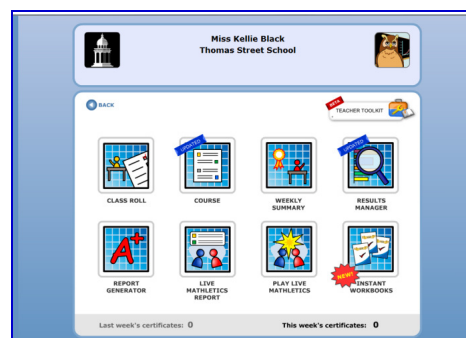 Miss Kellie Black
Thomas Street School
BACK
BETA
TEACHER TOOLKIT
CLASS ROLL
UPDATED
COURSE
WEEKLY
SUMMARY
UPDATED
RESULTS
MANAGER
A+
REPORT
GENERATOR
LIVE
MATHLETICS
REPORT
PLAY LIVE
MATHLETICS
NEW!
INSTANT
WORKBOOKS
Last week's certificates: 0
This week's certificates: 0